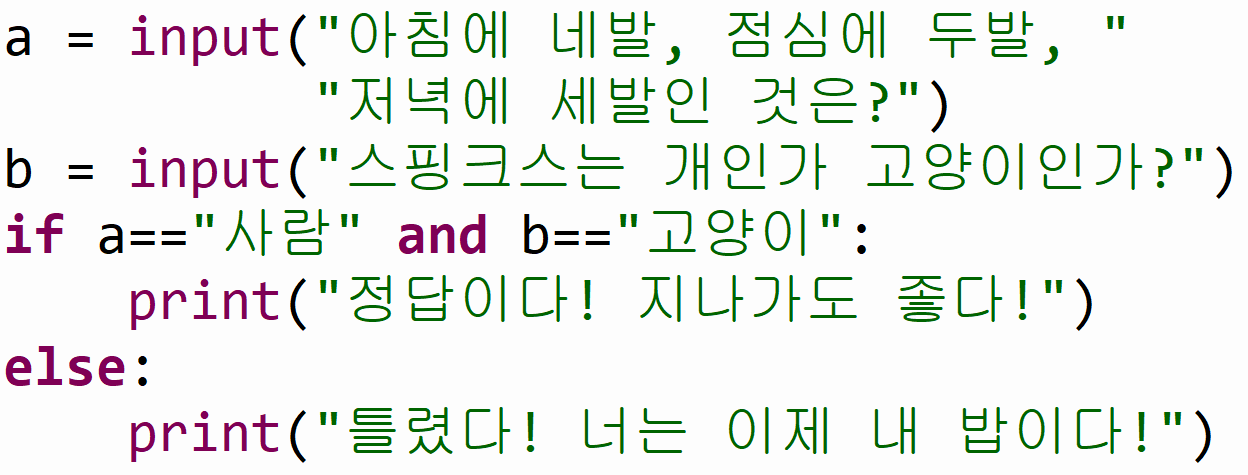 a = input("아침에 네발, 점심에 두발, "
          "저녁에 세발인 것은?")
b = input("스핑크스는 개인가 고양이인가?")
if a=="사람" and b=="고양이":
    print("정답이다! 지나가도 좋다!")
else:
    print("틀렸다! 너는 이제 내 밥이다!")